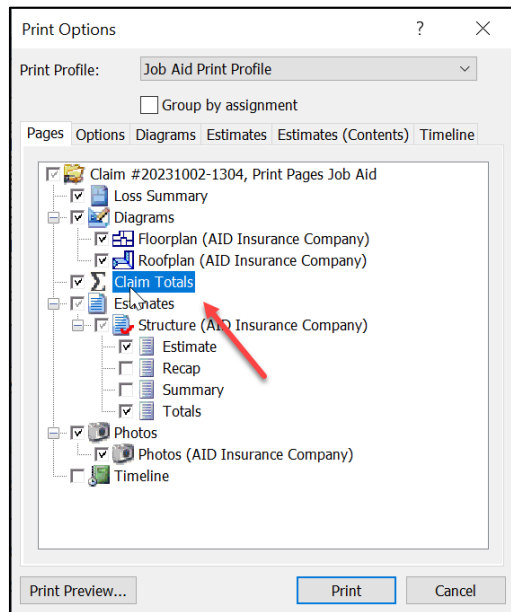 Print Options
Print Profile: Job Aid Print Profile
Group by assignment
Pages Options Diagrams Estimates Estimates (Contents) Timeline
Claim #20231002-1304, Print Pages Job Aid
Loss Summary
Diagrams
Floorplan (AID Insurance Company)
Roofplan (AID Insurance Company)
Claim Totals
Estimates
Structure (AID Insurance Company)
Estimate
Recap
Summary
Totals
Photos
Photos (AID Insurance Company)
Timeline
Print Preview... Print Cancel